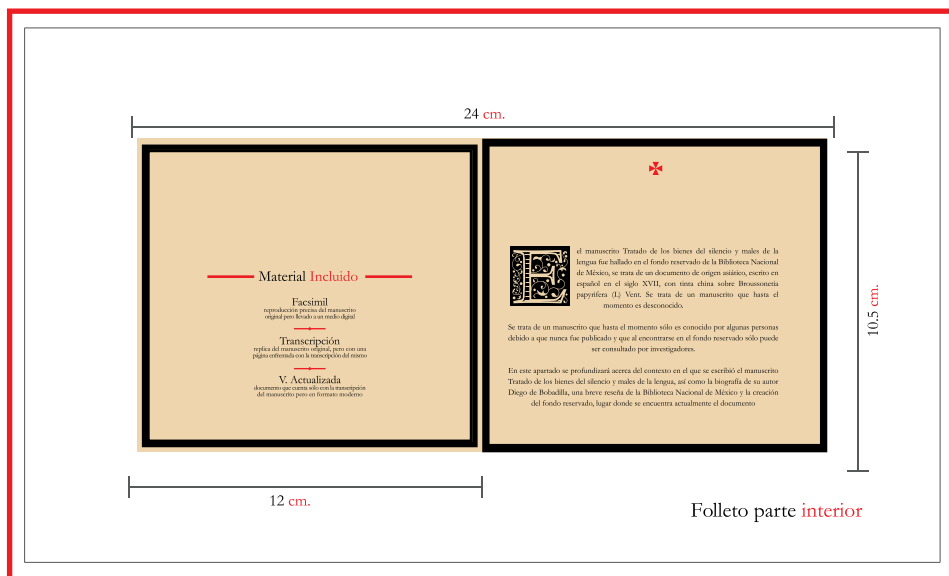 24 cm.
Material Incluido
Facsimil
reproducción precisa del manuscrito
original pero llevado a un medio digital
Transcripción
replica del manuscrito original, pero con una
página enfrentada con la transcripción del mismo
V. Actualizada
documento que cuenta sólo con la transcripción
del manuscrito pero en formato moderno
E
el manuscrito Tratado de los bienes del silencio y males de la
lengua fue ballado en el fondo reservado de la Biblioteca Nacional
de México, se trata de un documento de origen asiático, escrito en
español en el siglo XVII, con tinta china sobre Broussonetia
papyrifera (L) Vent. Se trata de un manuscrito que hasta el
momento es desconocido.
Se trata de un manuscrito que hasta el momento sólo es conocido por algunas personas
debido a que nunca fue publicado y que al encontrarse en el fondo reservado sólo puede
ser consultado por investigadores.
En este apartado se profundizará acerca del contexto en el que se escribió el manuscrito
Tratado de los bienes del silencio y males de la lengua, así como la biografía de su autor
Diego de Bobadilla, una breve reseña de la Biblioteca Nacional de México y la creación
del fondo reservado, lugar donde se encuentra actualmente el documento
10.5 cm.
12 cm.
Folleto parte interior